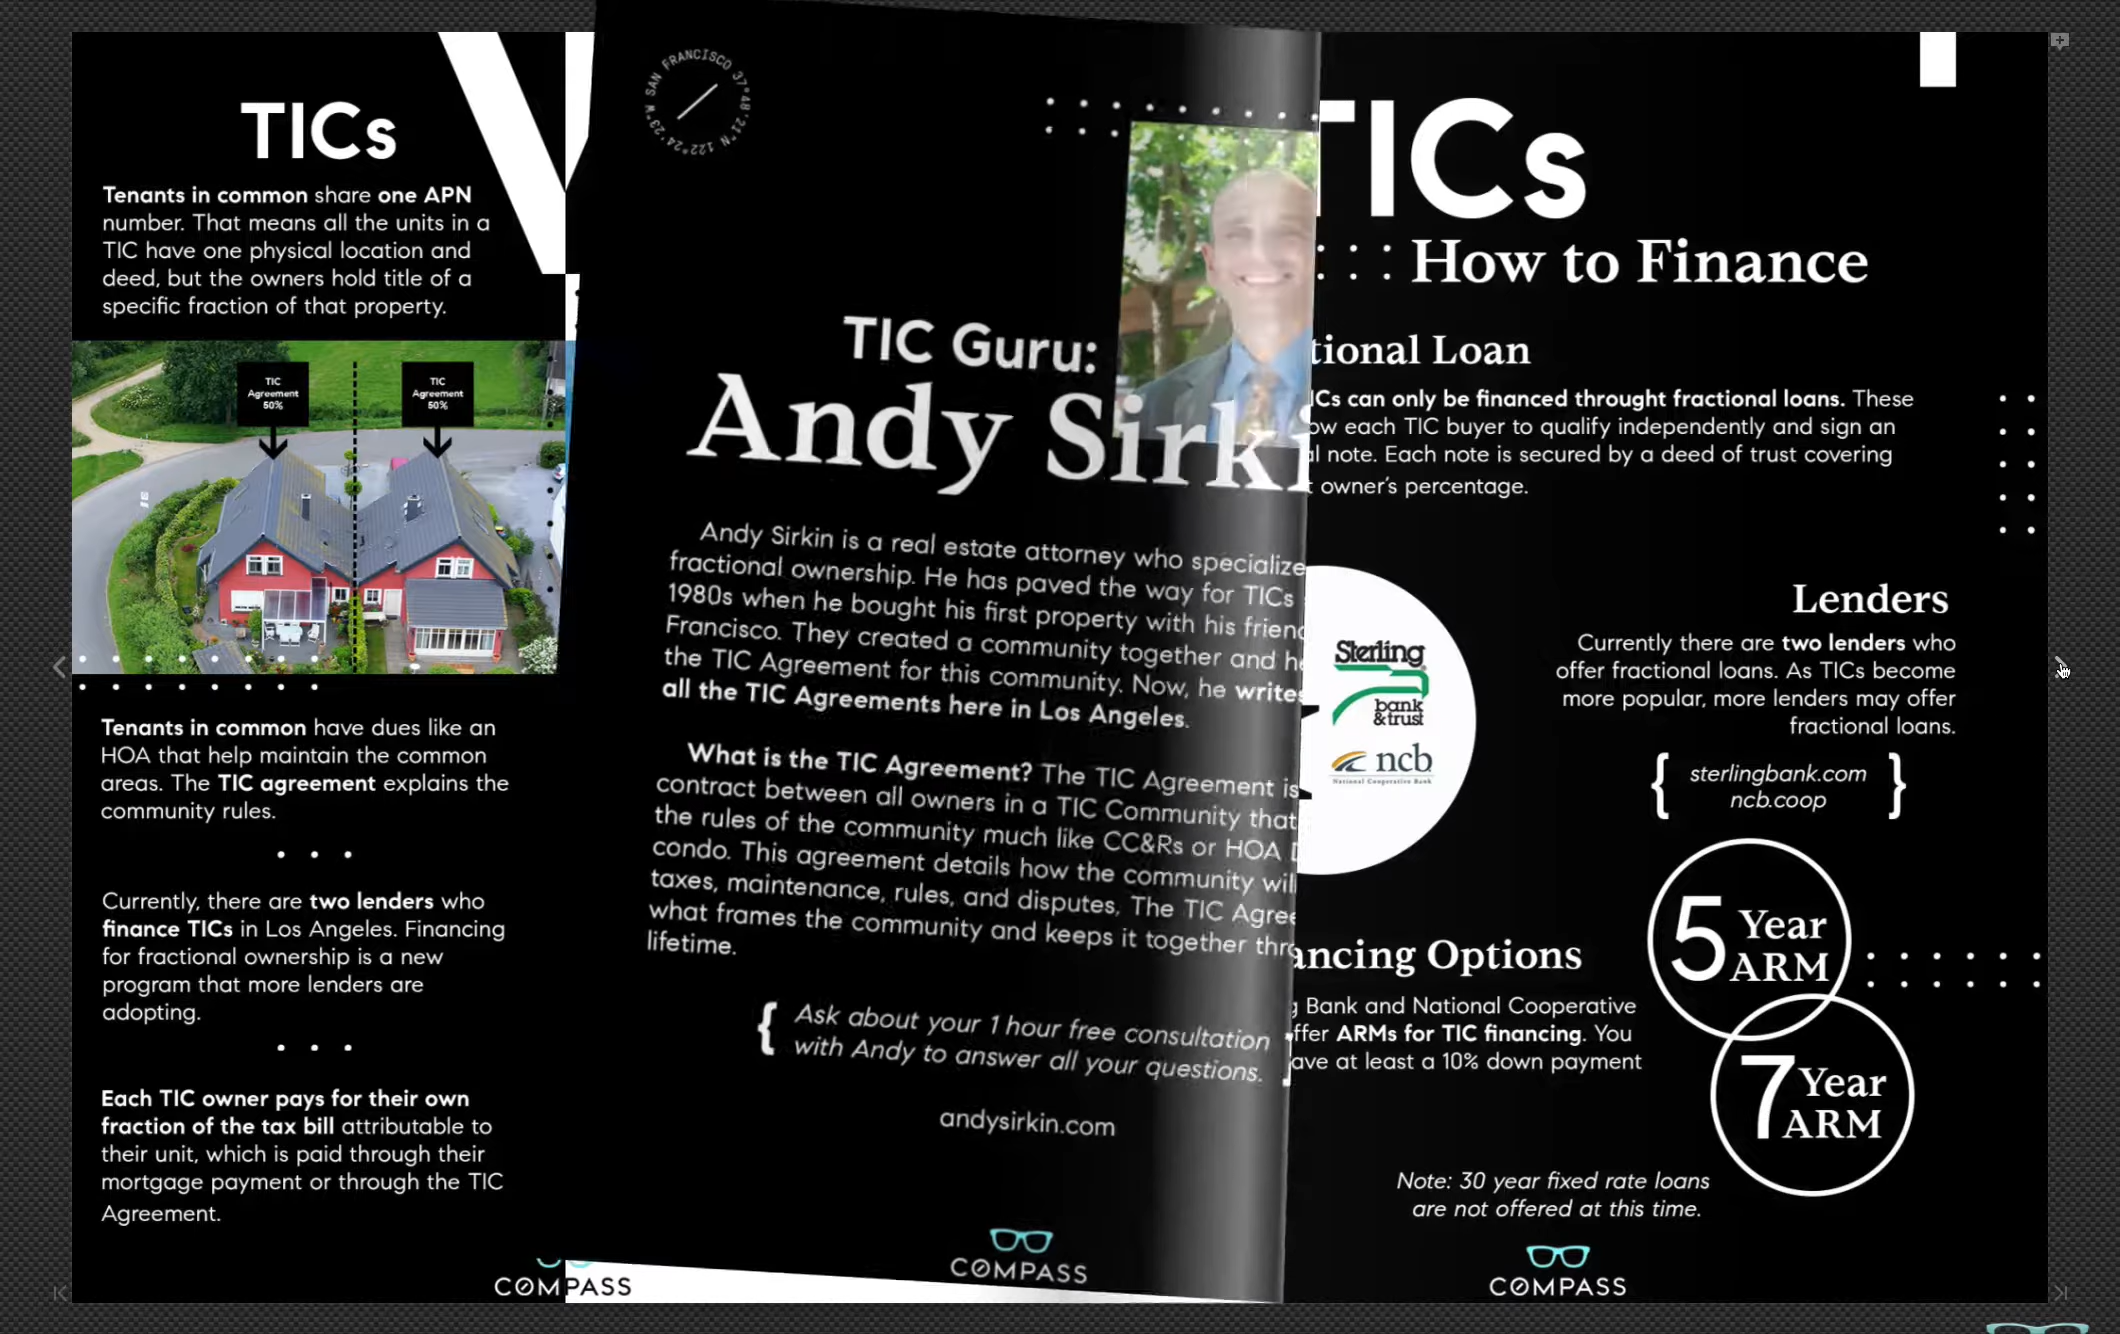 TICs
Tenants in common share one APN
number. That means all the units in a
TIC have one physical location and
deed, but the owners hold title of a
specific fraction of that property.
TIC
Agreement
50%
TIC
Agreement
50%
Tenants in common have dues like an
HOA that help maintain the common
areas. The TIC agreement explains the
community rules.
Currently, there are two lenders who
finance TICs in Los Angeles. Financing
for fractional ownership is a new
program that more lenders are
adopting.
Each TIC owner pays for their own
fraction of the tax bill attributable to
their unit, which is paid through their
mortgage payment or through the TIC
Agreement.
COMPASS
SAN FRANCISCO 37°48'21"N 122°24'23"W
TIC Guru:
Andy Sirki
Andy Sirkin is a real estate attorney who specialize
fractional ownership. He has paved the way for TICs
1980s when he bought his first property with his frien
Francisco. They created a community together and he
the TIC Agreement for this community. Now, he writes
all the TIC Agreements here in Los Angeles.
What is the TIC Agreement? The TIC Agreement is
contract between all owners in a TIC Community that
the rules of the community much like CC&Rs or HOA
condo. This agreement details how the community wil
taxes, maintenance, rules, and disputes, The TIC Agree
what frames the community and keeps it together thro
lifetime.
{ Ask about your 1 hour free consultation
with Andy to answer all your questions.
andysirkin.com
COMPASS
TICs
How to Finance
tional Loan
ICs can only be financed throught fractional loans. These
ow each TIC buyer to qualify independently and sign an
al note. Each note is secured by a deed of trust covering
t owner's percentage.
Sterling
bank
&trust
ncb
National Cooperative Bank
Lenders
Currently there are two lenders who
offer fractional loans. As TICs become
more popular, more lenders may offer
fractional loans.
{ sterlingbank.com
ncb.coop }
ancing Options
g Bank and National Cooperative
ffer ARMs for TIC financing. You
ave at least a 10% down payment
5 Year
ARM
7 Year
ARM
Note: 30 year fixed rate loans
are not offered at this time.
COMPASS